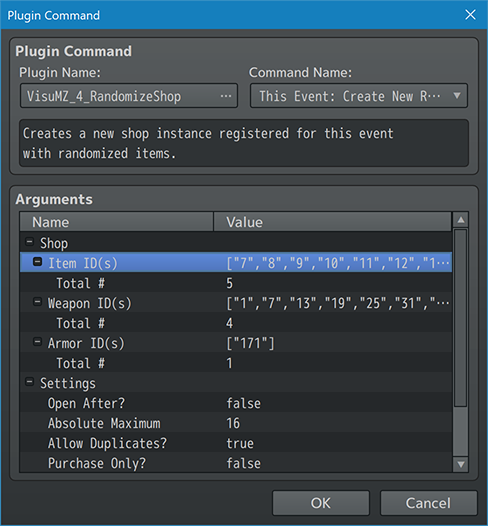 Plugin Command
Plugin Command
Plugin Name:
Command Name:
VisuMZ_4_RandomizeShop ···
This Event: Create New R···
Creates a new shop instance registered for this event
with randomized items.
Arguments
Name Value
Shop
Item ID(s) ["7","8","9","10","11","12","1···
Total # 5
Weapon ID(s) ["1","7","13","19","25","31","···
Total # 4
Armor ID(s) ["171"]
Total # 1
Settings
Open After? false
Absolute Maximum 16
Allow Duplicates? true
Purchase Only? false
OK
Cancel